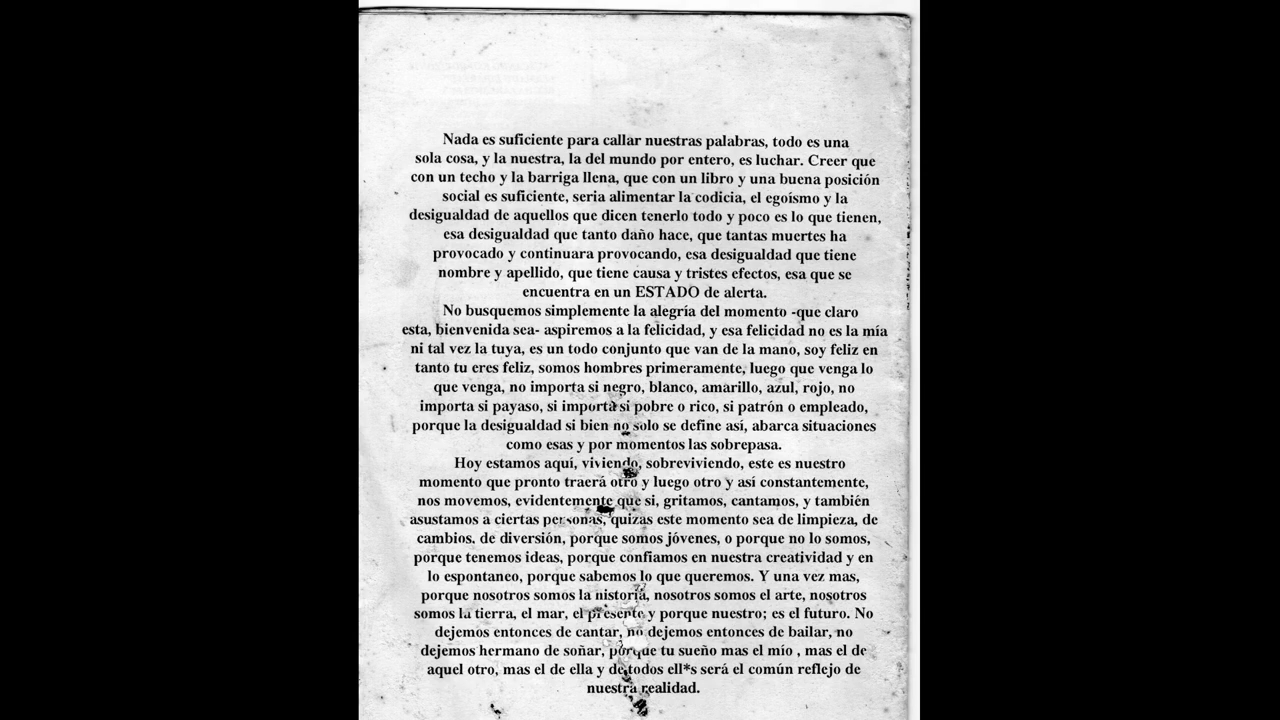 Nada es suficiente para callar nuestras palabras, todo es una
sola cosa, y la nuestra, la del mundo por entero, es luchar. Creer que
con un techo y la barriga llena, que con un libro y una buena posición
social es suficiente, seria alimentar la codicia, el egoísmo y la
desigualdad de aquellos que dicen tenerlo todo y poco es lo que tienen,
esa desigualdad que tanto daño hace, que tantas muertes ha
provocado y continuara provocando, esa desigualdad que tiene
nombre y apellido, que tiene causa y tristes efectos, esa que se
encuentra en un ESTADO de alerta.
No busquemos simplemente la alegría del momento -que claro
esta, bienvenida sea- aspiremos a la felicidad, y esa felicidad no es la mía
ni tal vez la tuya, es un todo conjunto que van de la mano, soy feliz en
tanto tu eres feliz, somos hombres primeramente, luego que venga lo
que venga, no importa si negro, blanco, amarillo, azul, rojo, no
importa si payaso, si importa si pobre o rico, si patrón o empleado,
porque la desigualdad si bien no solo se define así, abarca situaciones
como esas y por momentos las sobrepasa.
Hoy estamos aquí, viviendo, sobreviviendo, este es nuestro
momento que pronto traerá otro y luego otro y así constantemente,
nos movemos, evidentemente que si, gritamos, cantamos, y también
asustamos a ciertas personas, quizás este momento sea de limpieza, de
cambios, de diversión, porque somos jóvenes, o porque no lo somos,
porque tenemos ideas, porque confiamos en nuestra creatividad y en
lo espontaneo, porque sabemos lo que queremos. Y una vez mas,
porque nosotros somos la historia, nosotros somos el arte, nosotros
somos la tierra, el mar, el presente y porque nuestro; es el futuro. No
dejemos entonces de cantar, no dejemos entonces de bailar, no
dejemos hermano de soñar, porque tu sueño mas el mío , mas el de
aquel otro, mas el de ella y de todos ell*s será el común reflejo de
nuestra realidad.